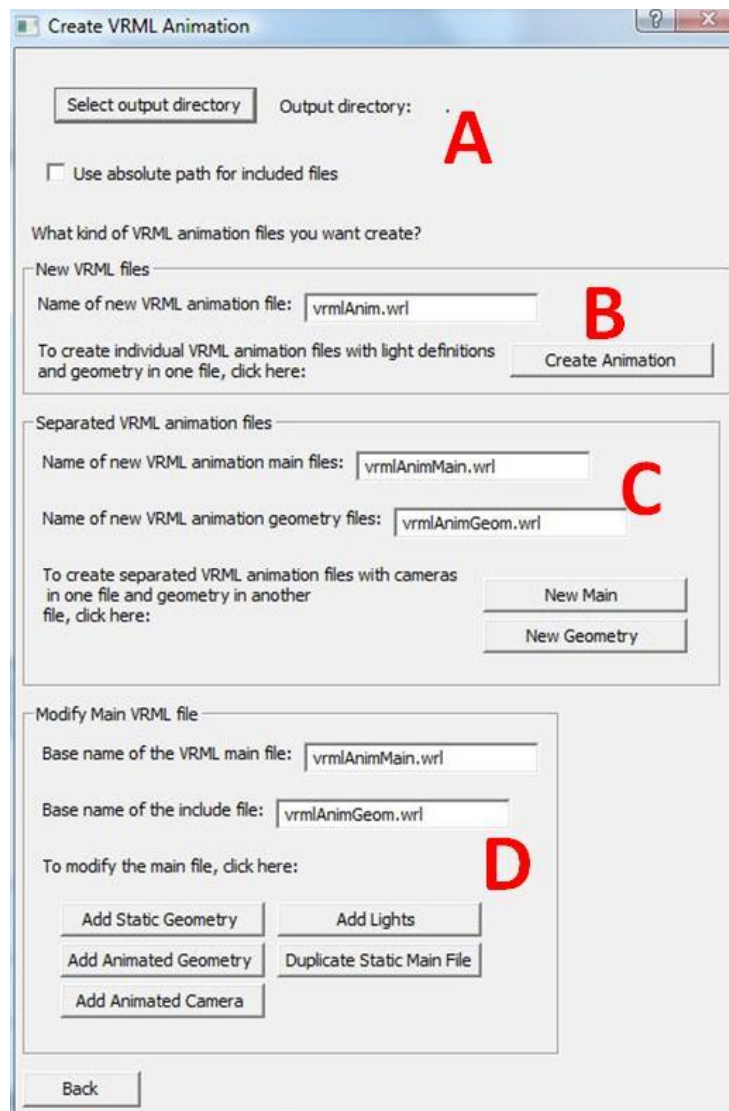 Create VRML Animation
Select output directory Output directory: .
A
Use absolute path for included files
What kind of VRML animation files you want create?
New VRML files
Name of new VRML animation file: vrmlAnim.wrl
B
To create individual VRML animation files with light definitions
and geometry in one file, click here:
Create Animation
Separated VRML animation files
Name of new VRML animation main files: vrmlAnimMain.wrl
C
Name of new VRML animation geometry files: vrmlAnimGeom.wrl
To create separated VRML animation files with cameras
in one file and geometry in another
file, click here:
New Main
New Geometry
Modify Main VRML file
Base name of the VRML main file: vrmlAnimMain.wrl
Base name of the include file: vrmlAnimGeom.wrl
To modify the main file, click here:
D
Add Static Geometry Add Lights
Add Animated Geometry Duplicate Static Main File
Add Animated Camera
Back